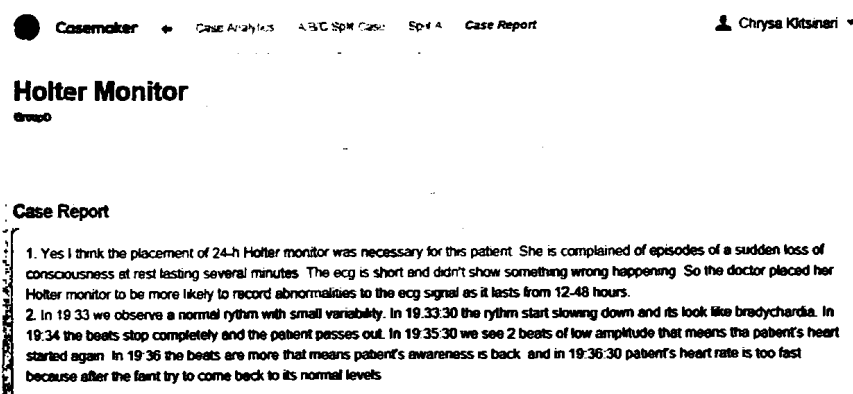 Casemaker Case Analytics A B/C Split Case Split A Case Report Chrysa Klitsinari
Holter Monitor
GroupD
Case Report
1. Yes I think the placement of 24-h Holter monitor was necessary for this patient She is complained of episodes of a sudden loss of
consciousness at rest lasting several minutes The ecg is short and didn't show something wrong happening So the doctor placed her
Holter monitor to be more likely to record abnormalities to the ecg signal as it lasts from 12-48 hours.
2. In 19 33 we observe a normal rythm with small variability. In 19.33:30 the rythm start slowing down and its look like bradychardia. In
19:34 the beats stop completely and the patient passes out. In 19:35:30 we see 2 beats of low amplitude that means tha patient's heart
started again In 19:36 the beats are more that means patient's awareness is back and in 19:36:30 patient's heart rate is too fast
because after the faint try to come back to its normal levels